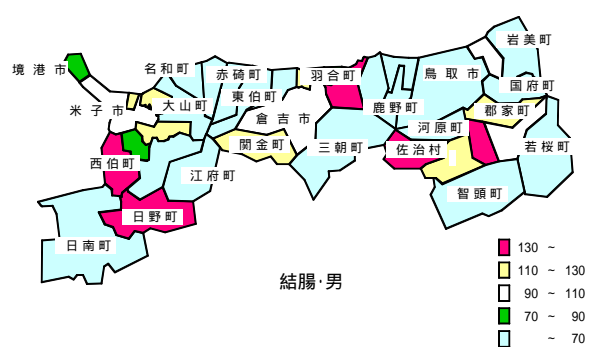 岩美町
境港市
名和町
赤碕町
羽合町
鳥取市
国府町
東伯町
米子市
大山町
鹿野町
郡家町
倉吉市
河原町
関金町
三朝町
佐治村
若桜町
西伯町
江府町
智頭町
日野町
日南町
結腸・男
130 ~
110 ~ 130
90 ~ 110
70 ~ 90
~ 70